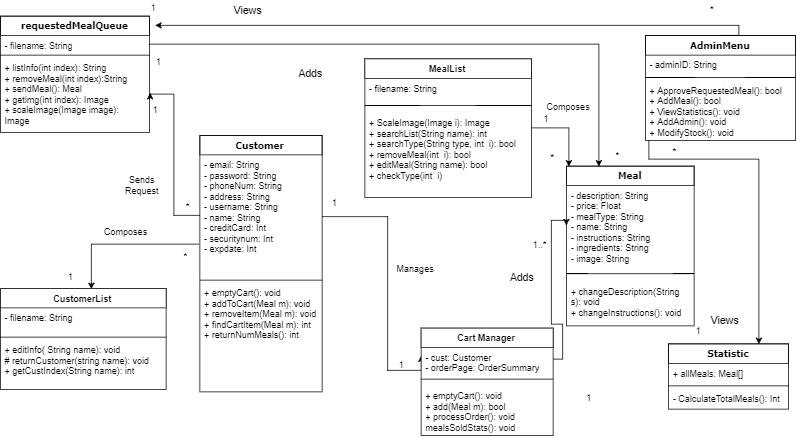 1
Views
*
requestedMealQueue
- filename: String
+ listInfo(int index): String
+ removeMeal(int index):String
+ sendMeal(): Meal
+ getimg(int index): Image
+ scaleImage(Image image):
Image
1
1
Adds
AdminMenu
- adminID: String
+ ApproveRequestedMeal(): bool
+ AddMeal(): bool
+ ViewStatistics(): void
+ AddAdmin(): void
+ ModifyStock(): void
MealList
- filename: String
+ ScaleImage(Image i): Image
+ searchList(String name): int
+ searchType(String type, int i): bool
+ removeMeal(int i): bool
+ editMeal(String name): bool
+ checkType(int i)
Composes
1
*
*
*
Customer
- email: String
- password: String
- phoneNum: String
- address: String
- username: String
- name: String
- creditCard: Int
- securitynum: Int
- expdate: Int
+ emptyCart(): void
+ addToCart(Meal m): void
+ removeItem(Meal m): void
+ findCartItem(Meal m): int
+ returnNumMeals(): int
Sends
Request
*
Composes
*
1
1
Manages
1
Meal
- description: String
- price: Float
- mealType: String
- name: String
- instructions: String
- ingredients: String
- image: String
+ changeDescription(String
s): void
+ changeInstructions(): void
*
1..*
Adds
CustomerList
- filename: String
+ editInfo( String name): void
# returnCustomer(string name): void
+ getCustIndex(String name): int
Cart Manager
- cust: Customer
- orderPage: OrderSummary
+ emptyCart(): void
+ add(Meal m): bool
+ processOrder(): void
mealsSoldStats(): void
1
1
Views
Statistic
+ allMeals: Meal[]
- CalculateTotalMeals(): Int